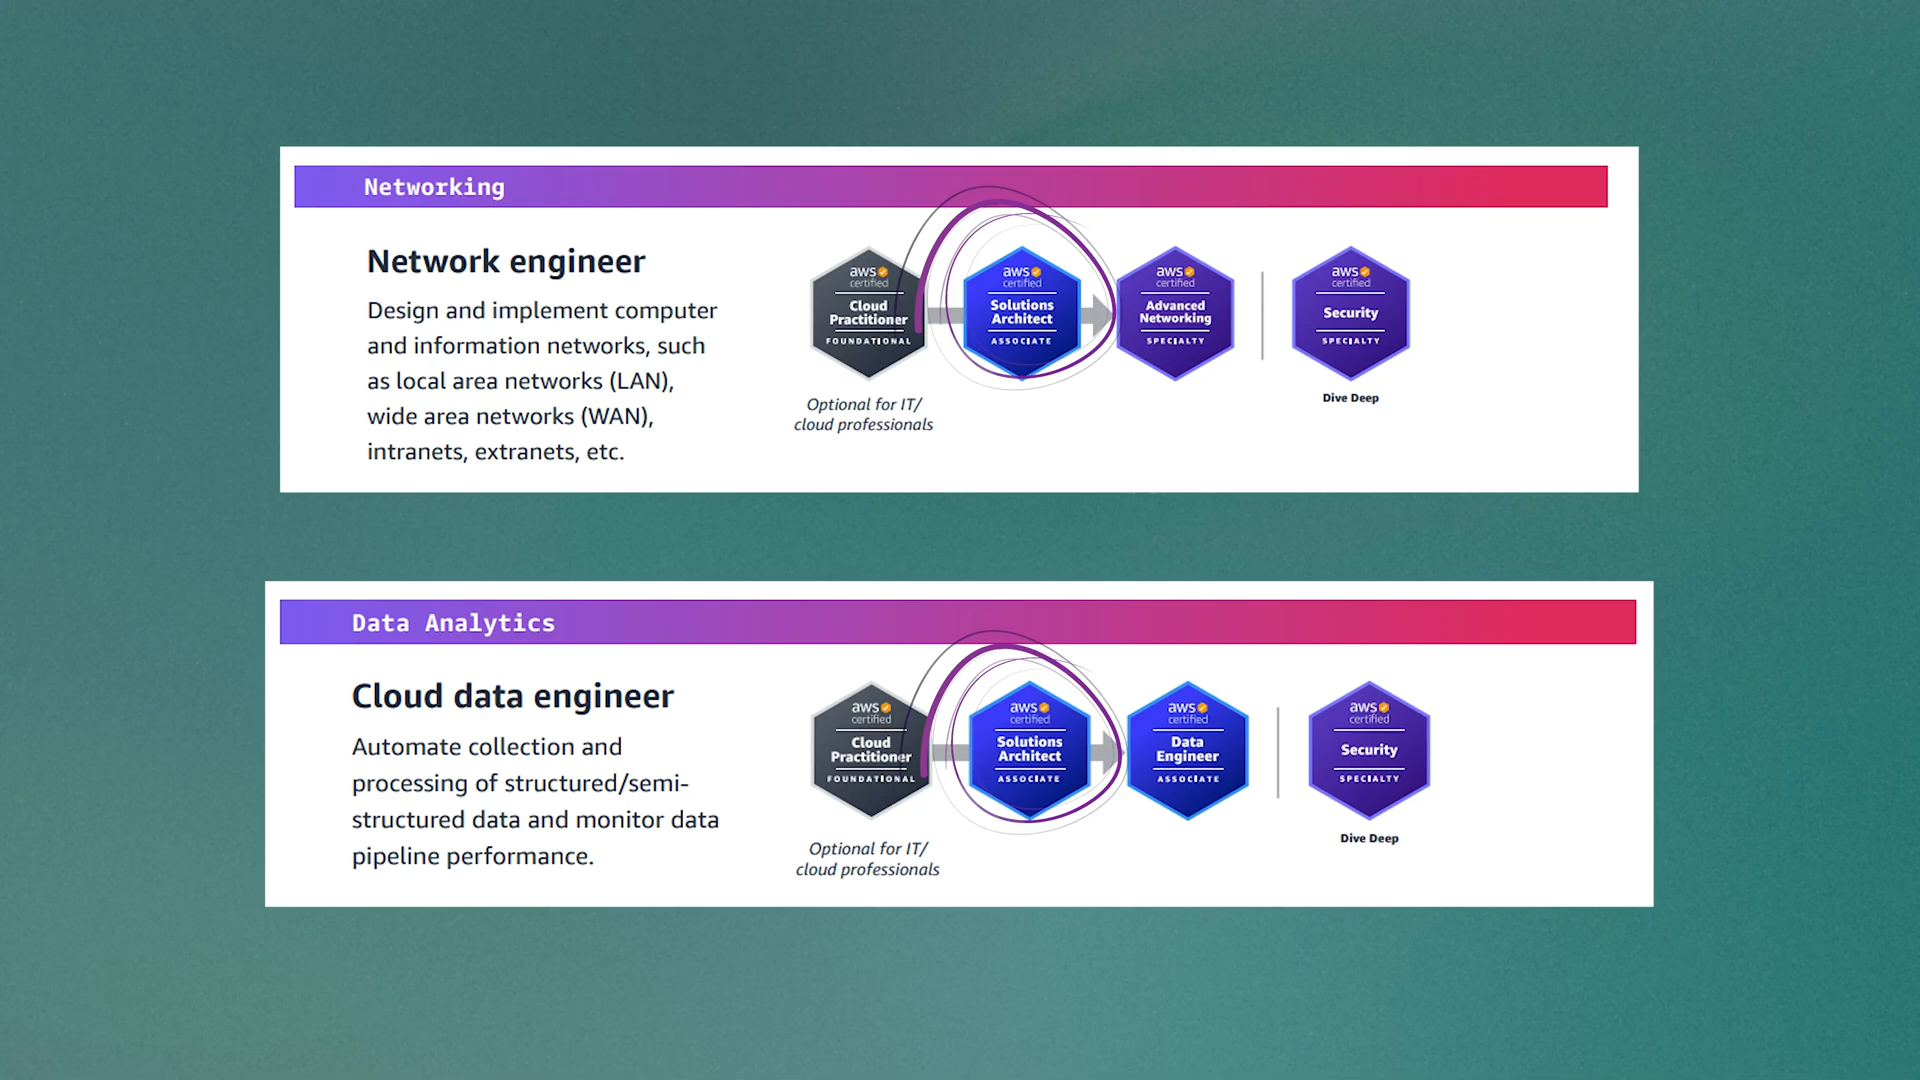 Networking
Network engineer
Design and implement computer
and information networks, such
as local area networks (LAN),
wide area networks (WAN),
intranets, extranets, etc.
aws
certified
Cloud
Practitioner
FOUNDATIONAL
Optional for IT/
cloud professionals
aws
certified
Solutions
Architect
ASSOCIATE
aws
certified
Advanced
Networking
SPECIALTY
aws
certified
Security
SPECIALTY
Dive Deep
Data Analytics
Cloud data engineer
Automate collection and
processing of structured/semi-
structured data and monitor data
pipeline performance.
aws
certified
Cloud
Practitioner
FOUNDATIONAL
Optional for IT/
cloud professionals
aws
certified
Solutions
Architect
ASSOCIATE
aws
certified
Data
Engineer
ASSOCIATE
aws
certified
Security
SPECIALTY
Dive Deep